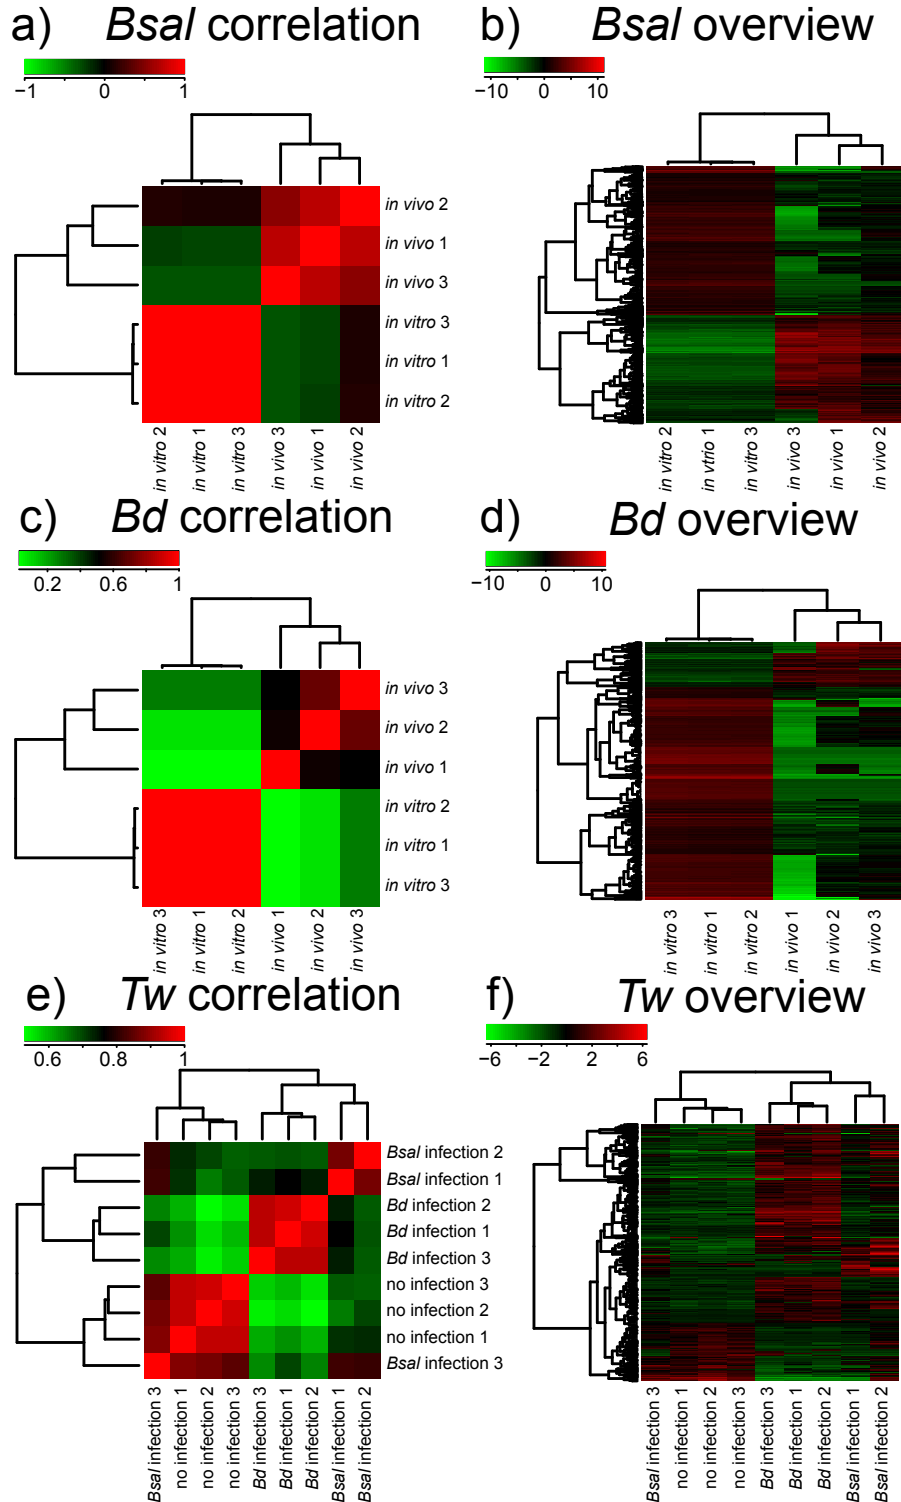 a) Bsal correlation
−1 0 1
in vivo 2
in vivo 1
in vivo 3
in vitro 3
in vitro 1
in vitro 2
in vitro 2
in vitro 1
in vitro 3
in vivo 3
in vivo 1
in vivo 2
b) Bsal overview
−10 0 10
in vitro 2
in vtrio 1
in vitro 3
in vivo 3
in vivo 1
in vivo 2
c) Bd correlation
0.2 0.6 1
in vivo 3
in vivo 2
in vivo 1
in vitro 2
in vitro 1
in vitro 3
in vitro 3
in vitro 1
in vitro 2
in vivo 1
in vivo 2
in vivo 3
d) Bd overview
−10 0 10
in vitro 3
in vitro 1
in vitro 2
in vivo 1
in vivo 2
in vivo 3
e) Tw correlation
0.6 0.8 1
Bsal infection 2
Bsal infection 1
Bd infection 2
Bd infection 1
Bd infection 3
no infection 3
no infection 2
no infection 1
Bsal infection 3
Bsal infection 3
no infection 1
no infection 2
no infection 3
Bd infection 3
Bd infection 1
Bd infection 2
Bsal infection 1
Bsal infection 2
f) Tw overview
−6 −2 2 6
Bsal infection 3
no infection 1
no infection 2
no infection 3
Bd infection 3
Bd infection 1
Bd infection 2
Bsal infection 1
Bsal infection 2